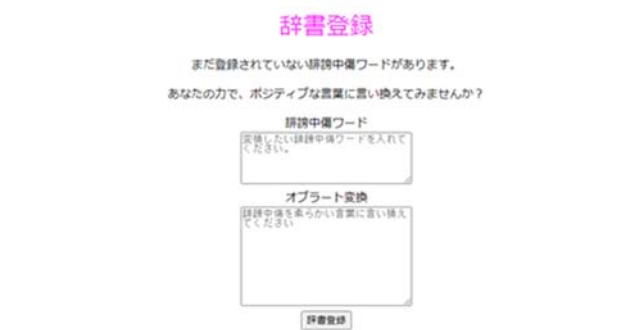 辞書登録
まだ登録されていない誹謗中傷ワードがあります。
あなたの力で、ポジティブな言葉に言い換えてみませんか？
誹謗中傷ワード
変換したい誹謗中傷ワードを入れて
ください。
オブラート変換
誹謗中傷を柔らかい言葉に言い換え
てください
辞書登録